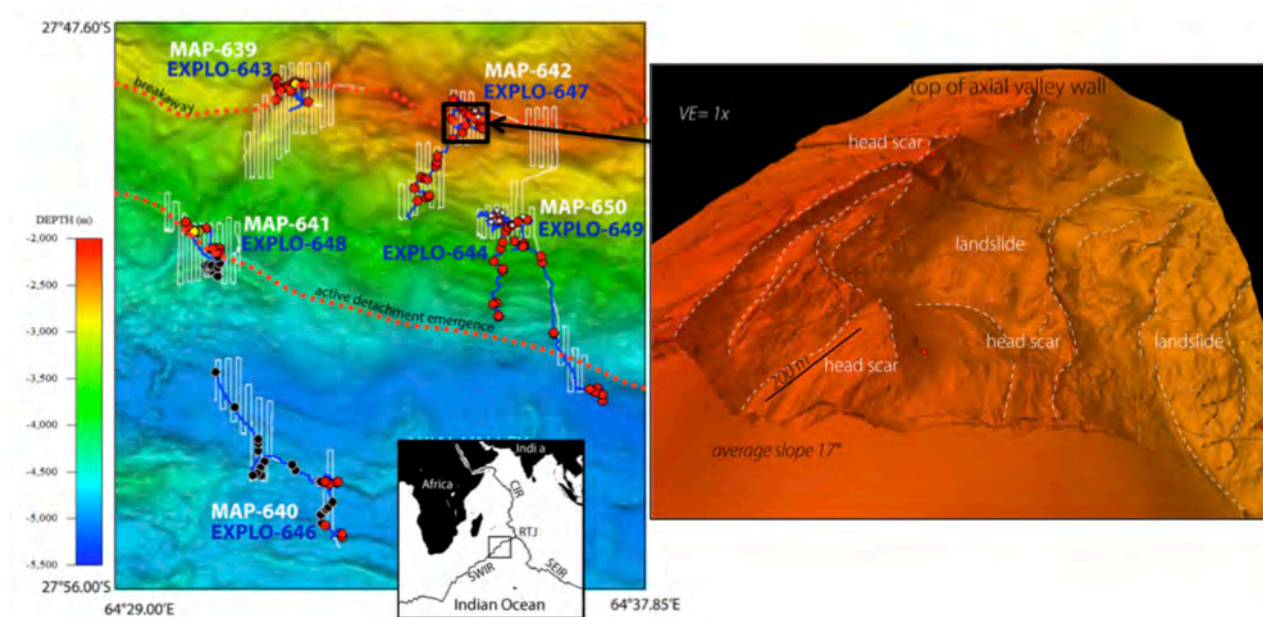 27°47.60'S
MAP-639
EXPLO-643
breakaway
MAP-642
EXPLO-647
MAP-641
EXPLO-648
MAP-650
EXPLO-649
EXPLO-644
active detachment emergence
DEPTH (m)
-2,000
-2,500
-3,000
-3,500
-4,000
-4,500
-5,000
-5,500
MAP-640
EXPLO-646
27°56.00'S
64°29.00'E
64°37.85'E
Indi a
Africa
CIR
RTJ
SWIR
SEIR
Indian Ocean
top of axial valley wall
VE= 1x
head scar
landslide
200 m
head scar
head scar
landslide
average slope 17°